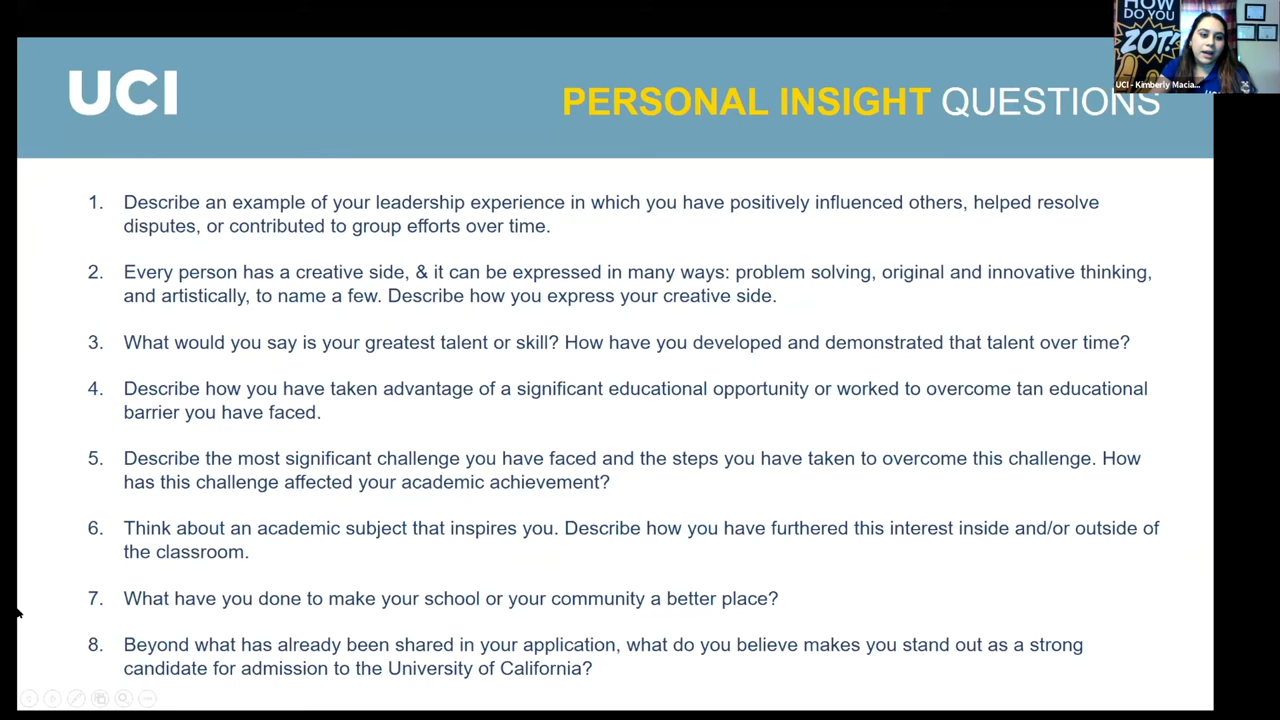 HOW
DO YOU
ZOT!
UCI - Kimberly Macia...
UCI
PERSONAL INSIGHT QUESTIONS
1. Describe an example of your leadership experience in which you have positively influenced others, helped resolve
disputes, or contributed to group efforts over time.
2. Every person has a creative side, & it can be expressed in many ways: problem solving, original and innovative thinking,
and artistically, to name a few. Describe how you express your creative side.
3. What would you say is your greatest talent or skill? How have you developed and demonstrated that talent over time?
4. Describe how you have taken advantage of a significant educational opportunity or worked to overcome tan educational
barrier you have faced.
5. Describe the most significant challenge you have faced and the steps you have taken to overcome this challenge. How
has this challenge affected your academic achievement?
6. Think about an academic subject that inspires you. Describe how you have furthered this interest inside and/or outside of
the classroom.
7. What have you done to make your school or your community a better place?
8. Beyond what has already been shared in your application, what do you believe makes you stand out as a strong
candidate for admission to the University of California?